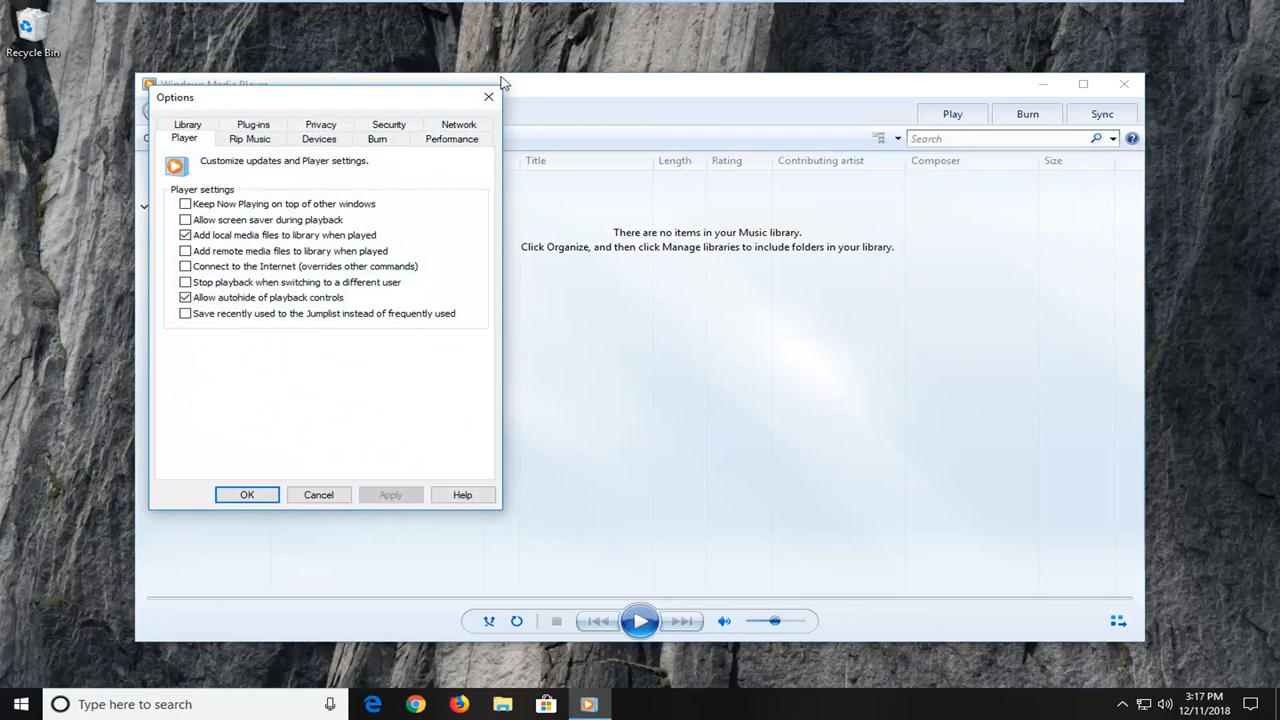 Recycle Bin
Windows Media Player
Options
Library Plug-ins Privacy Security Network
Player Rip Music Devices Burn Performance
Customize updates and Player settings.
Player settings
Keep Now Playing on top of other windows
Allow screen saver during playback
Add local media files to library when played
Add remote media files to library when played
Connect to the Internet (overrides other commands)
Stop playback when switching to a different user
Allow autohide of playback controls
Save recently used to the Jumplist instead of frequently used
OK Cancel Apply Help
Play Burn Sync
Search
Title Length Rating Contributing artist Composer Size
There are no items in your Music library.
Click Organize, and then click Manage libraries to include folders in your library.
Type here to search
3:17 PM
12/11/2018